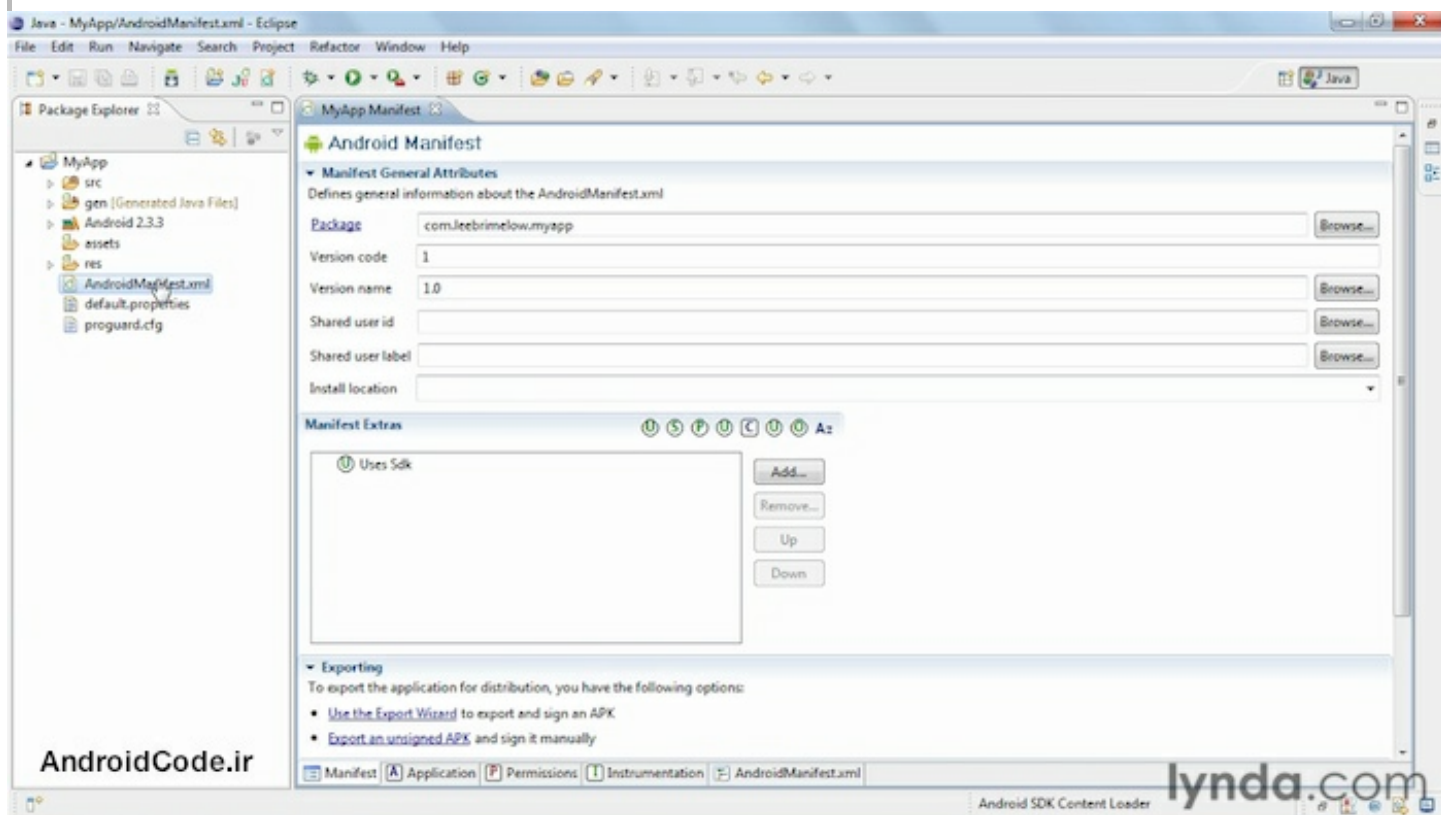 Java - MyApp/AndroidManifest.xml - Eclipse
File Edit Run Navigate Search Project Refactor Window Help
Java
Package Explorer
MyApp
src
gen [Generated Java Files]
Android 2.3.3
assets
res
AndroidManifest.xml
default.properties
proguard.cfg
MyApp Manifest
Android Manifest
Manifest General Attributes
Defines general information about the AndroidManifest.xml
Package com.leebrimelow.myapp Browse...
Version code 1
Version name 1.0 Browse...
Shared user id Browse...
Shared user label Browse...
Install location
Manifest Extras U S P U C U O Az
U Uses Sdk
Add...
Remove...
Up
Down
Exporting
To export the application for distribution, you have the following options:
• Use the Export Wizard to export and sign an APK
• Export an unsigned APK and sign it manually
Manifest A Application P Permissions I Instrumentation AndroidManifest.xml
AndroidCode.ir
Android SDK Content Loader
lynda.com